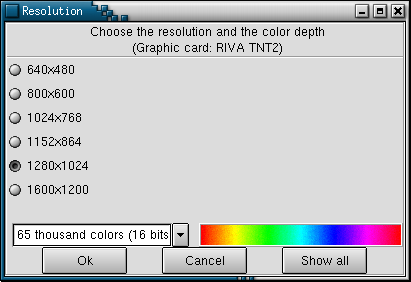 Resolution
Choose the resolution and the color depth
(Graphic card: RIVA TNT2)
640x480
800x600
1024x768
1152x864
1280x1024
1600x1200
65 thousand colors (16 bits
Ok
Cancel
Show all